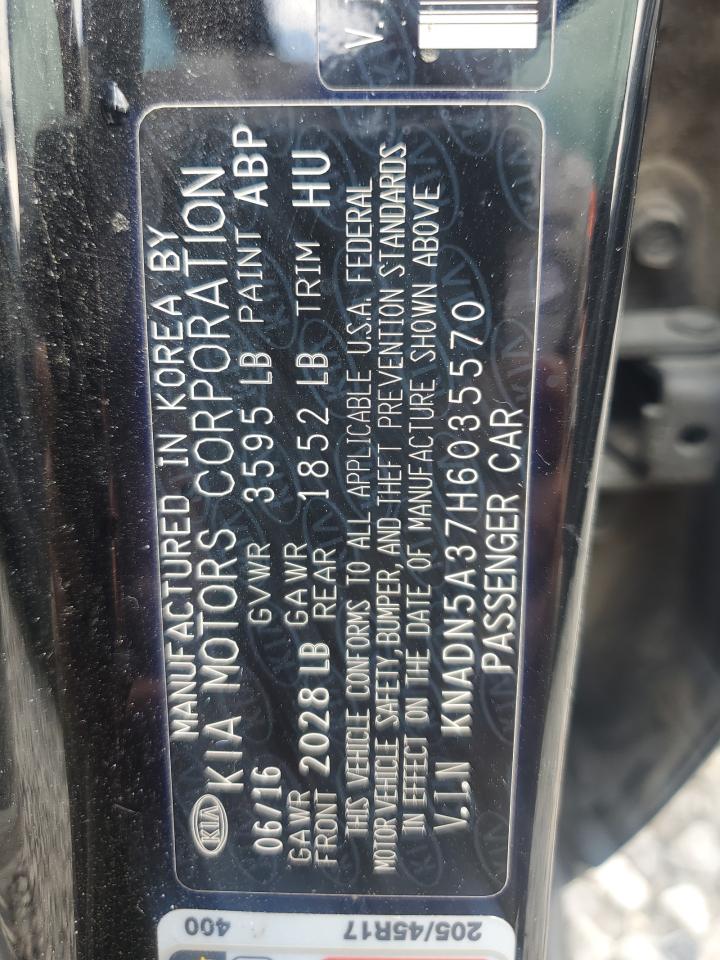 V.I
MANUFACTURED IN KOREA BY
KIA KIA MOTORS CORPORATION
06/16 GVWR 3595 LB PAINT ABP
GAWR FRONT 2028 LB GAWR REAR 1852 LB TRIM HU
THIS VEHICLE CONFORMS TO ALL APPLICABLE U.S.A. FEDERAL
MOTOR VEHICLE SAFETY, BUMPER, AND THEFT PREVENTION STANDARDS
IN EFFECT ON THE DATE OF MANUFACTURE SHOWN ABOVE
V.I.N KNADN5A37H6035570
PASSENGER CAR
400
205/45R17